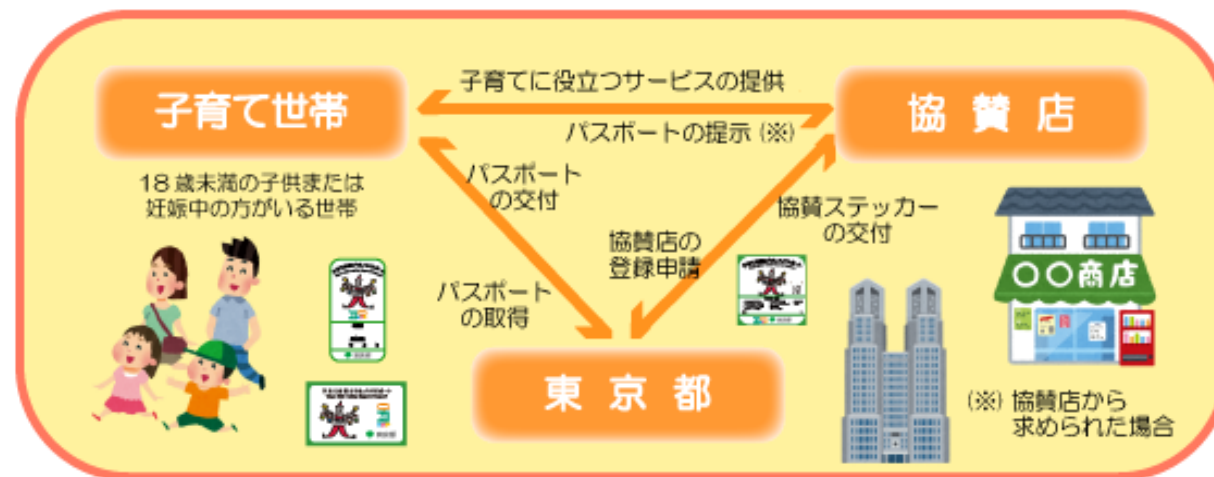 子育てに役立つサービスの提供
子育て世帯
協賛店
パスポートの提示(※)
18歳未満の子供または
妊娠中の方がいる世帯
パスポート
の交付
協賛ステッカー
の交付
協賛店の
登録申請
パスポート
の取得
〇〇商店
東京都
(※) 協賛店から
求められた場合